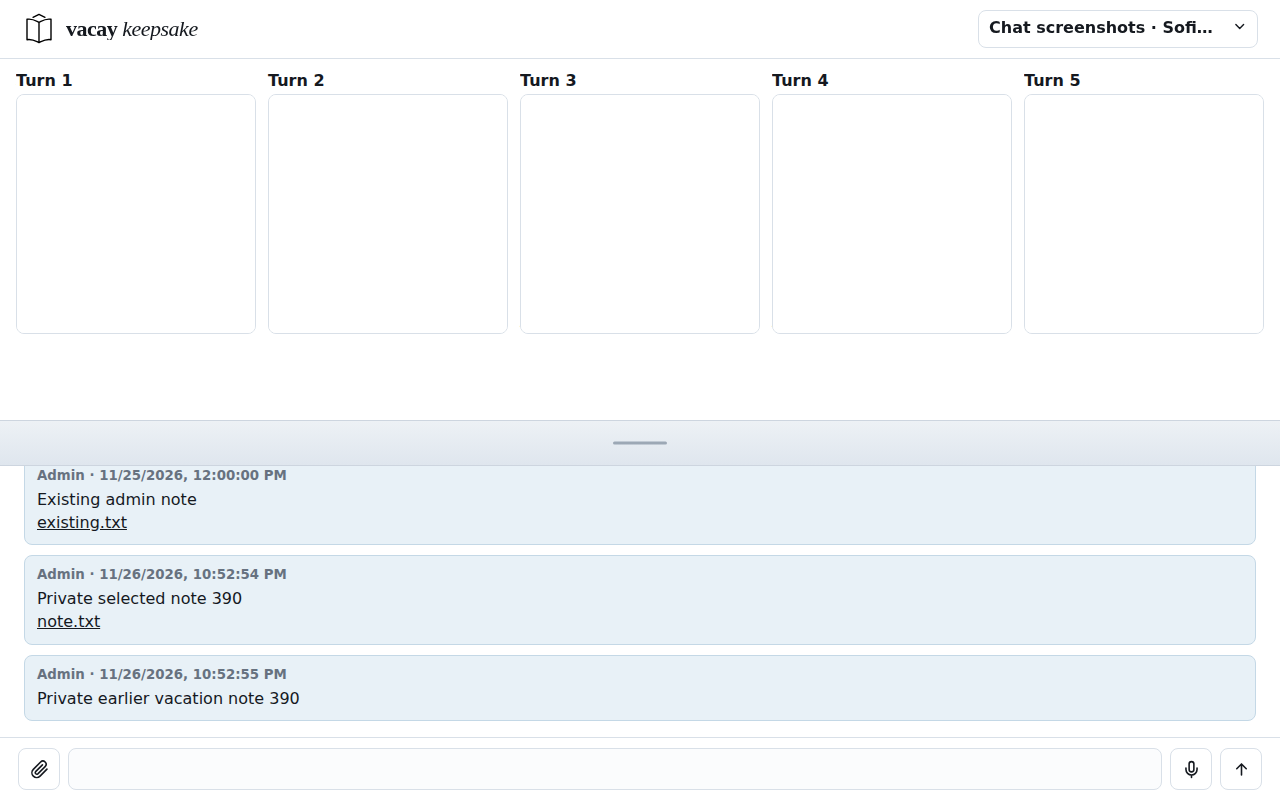 vacay keepsake
Chat screenshots · Sofi…
Turn 1
Turn 2
Turn 3
Turn 4
Turn 5
Admin · 11/25/2026, 12:00:00 PM
Existing admin note
existing.txt
Admin · 11/26/2026, 10:52:54 PM
Private selected note 390
note.txt
Admin · 11/26/2026, 10:52:55 PM
Private earlier vacation note 390